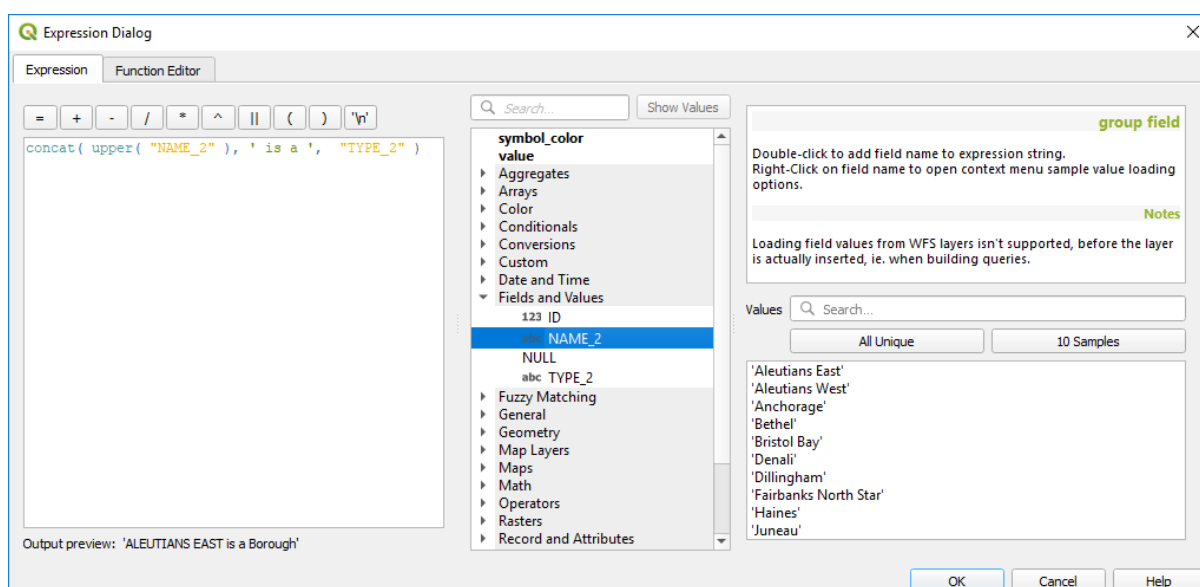 Expression Dialog
Expression
Function Editor
= + - / * ^ || ( ) '\n'
concat( upper( "NAME_2" ), ' is a ',  "TYPE_2" )
Output preview: 'ALEUTIANS EAST is a Borough'
Search...
Show Values
symbol_color
value
Aggregates
Arrays
Color
Conditionals
Conversions
Custom
Date and Time
Fields and Values
123 ID
abc NAME_2
NULL
abc TYPE_2
Fuzzy Matching
General
Geometry
Map Layers
Maps
Math
Operators
Rasters
Record and Attributes
group field
Double-click to add field name to expression string.
Right-Click on field name to open context menu sample value loading
options.
Notes
Loading field values from WFS layers isn't supported, before the layer
is actually inserted, ie. when building queries.
Values
Search...
All Unique
10 Samples
'Aleutians East'
'Aleutians West'
'Anchorage'
'Bethel'
'Bristol Bay'
'Denali'
'Dillingham'
'Fairbanks North Star'
'Haines'
'Juneau'
OK
Cancel
Help